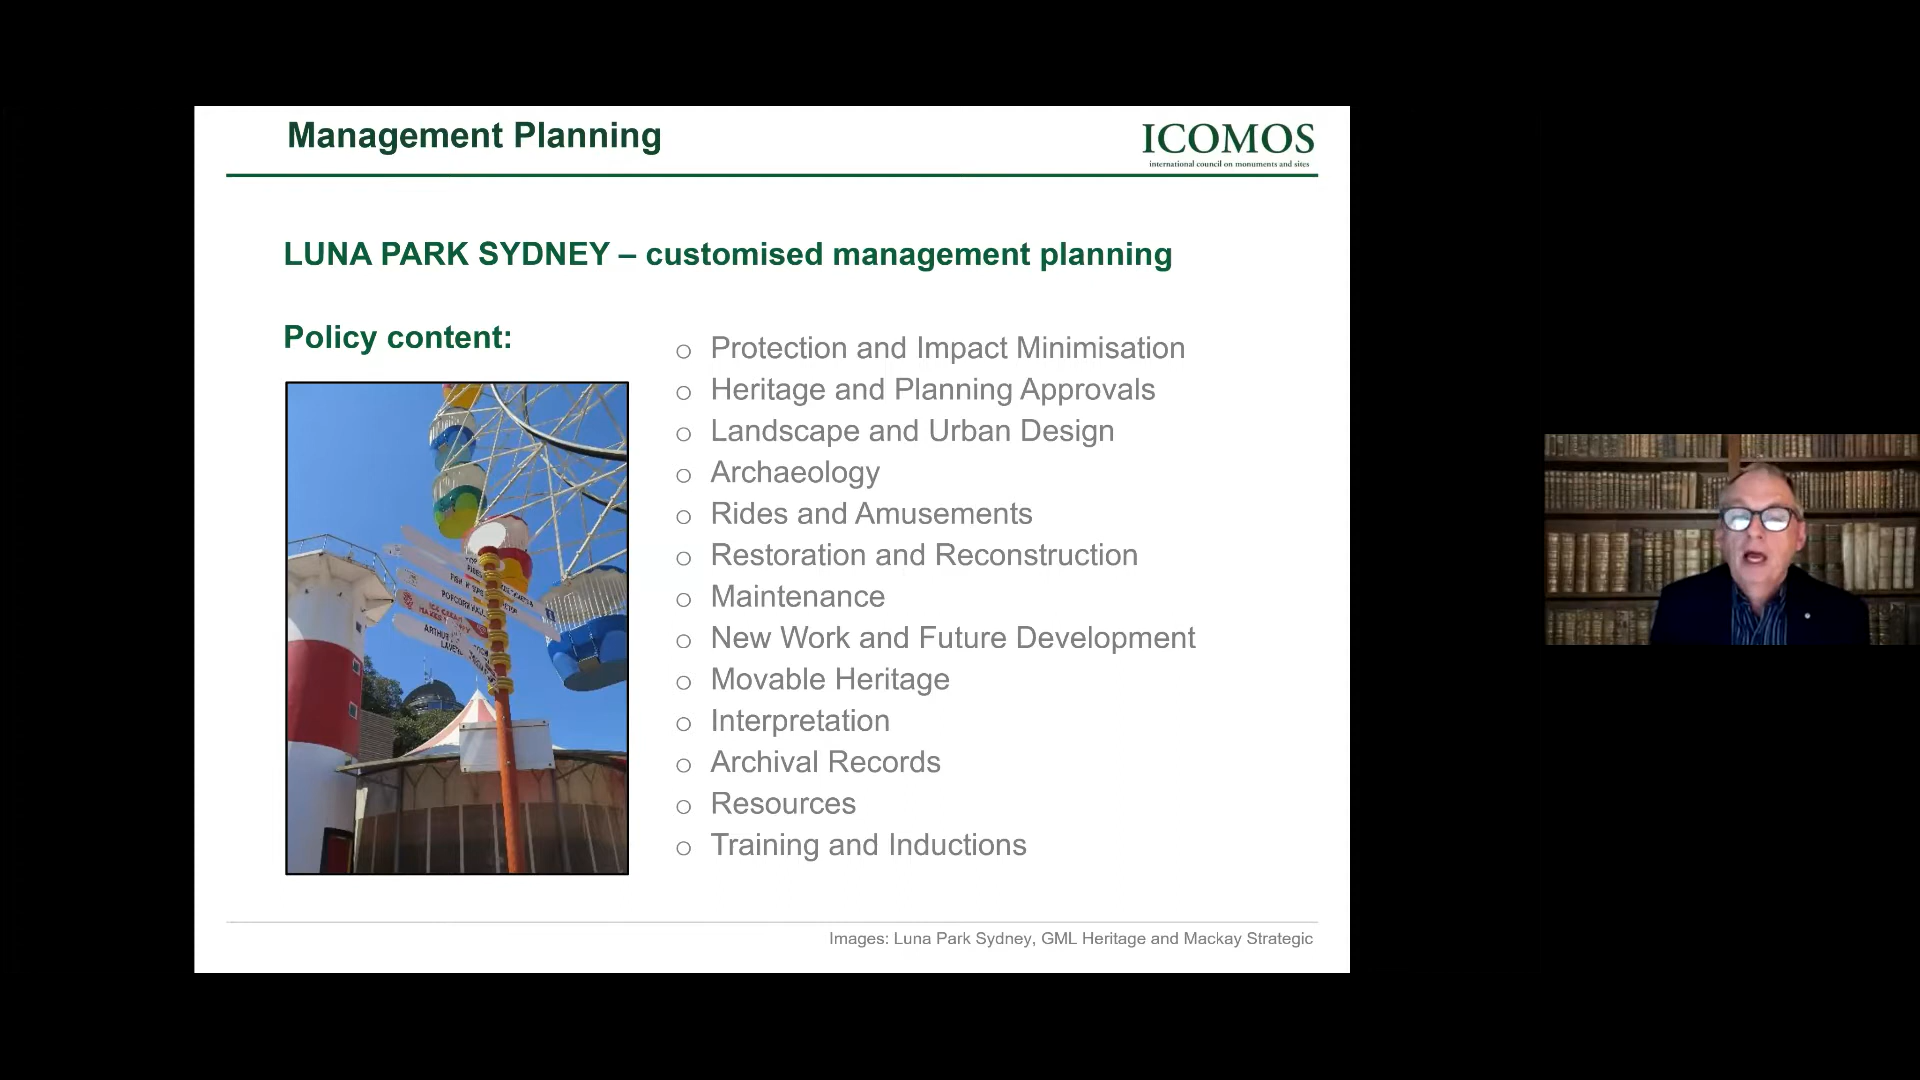 Management Planning
ICOMOS
international council on monuments and sites
LUNA PARK SYDNEY – customised management planning
Policy content:
o Protection and Impact Minimisation
o Heritage and Planning Approvals
o Landscape and Urban Design
o Archaeology
o Rides and Amusements
o Restoration and Reconstruction
o Maintenance
o New Work and Future Development
o Movable Heritage
o Interpretation
o Archival Records
o Resources
o Training and Inductions
ARTHUR
Images: Luna Park Sydney, GML Heritage and Mackay Strategic